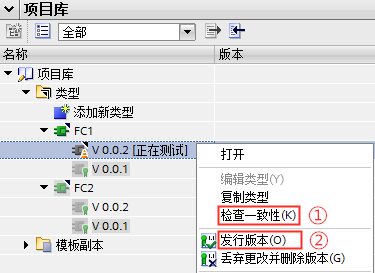 项目库
全部
名称
版本
项目库
类型
添加新类型
FC1
V 0.0.2 [正在测试]
V 0.0.1
FC2
V 0.0.2
V 0.0.1
模板副本
打开
编辑类型(Y)
复制类型
检查一致性(K) ①
发行版本(O) ②
丢弃更改并删除版本(G)